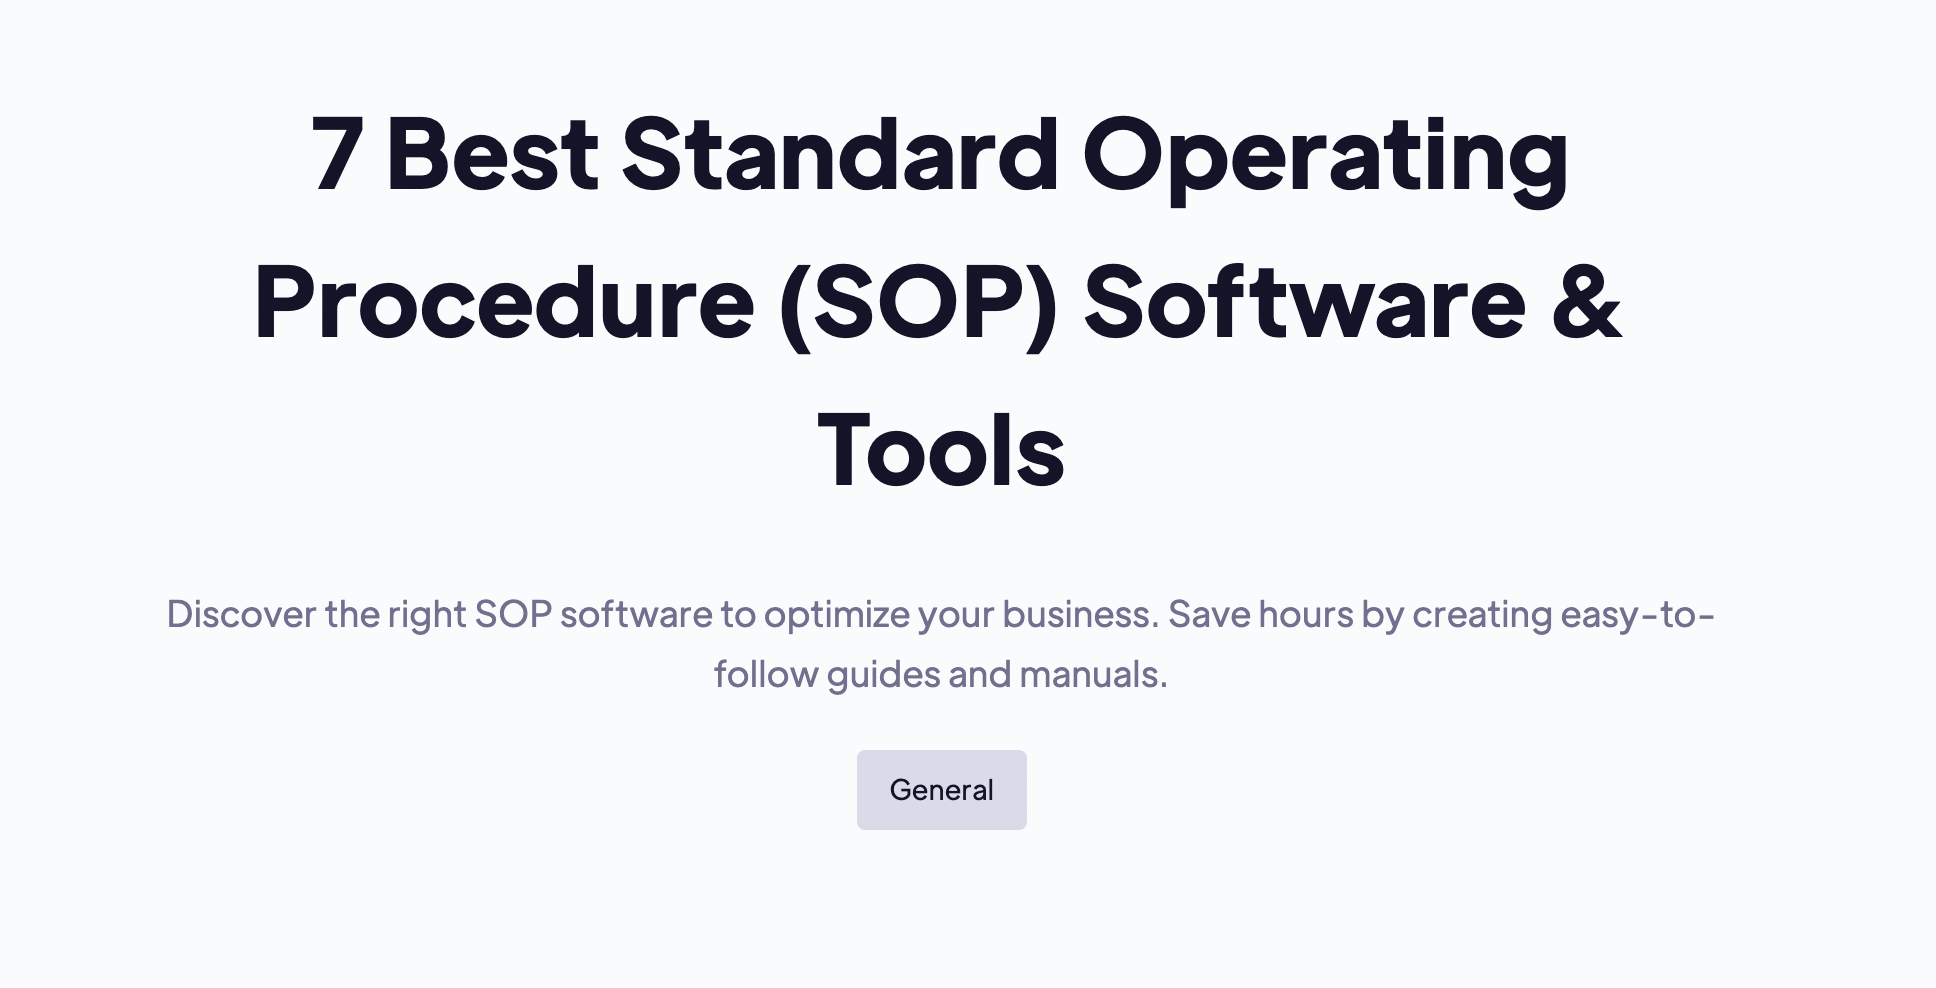 7 Best Standard Operating
Procedure (SOP) Software &
Tools
Discover the right SOP software to optimize your business. Save hours by creating easy-to-
follow guides and manuals.
General